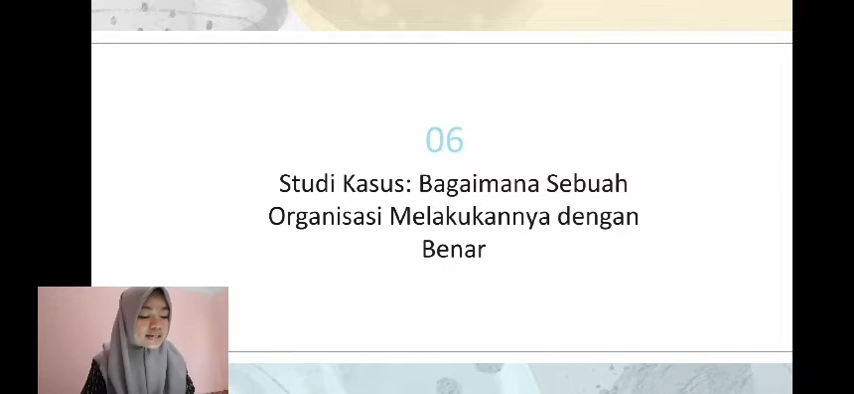 06
Studi Kasus: Bagaimana Sebuah
Organisasi Melakukannya dengan
Benar